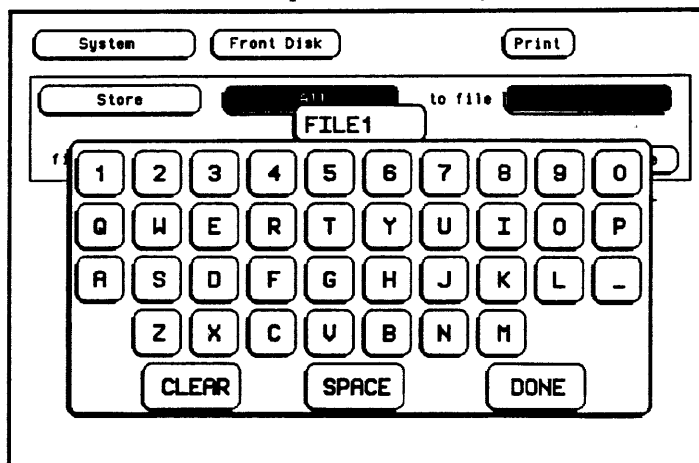 System Front Disk Print
Store All to file
FILE1
1 2 3 4 5 6 7 8 9 0
Q W E R T Y U I O P
A S D F G H J K L _
Z X C V B N M
CLEAR SPACE DONE